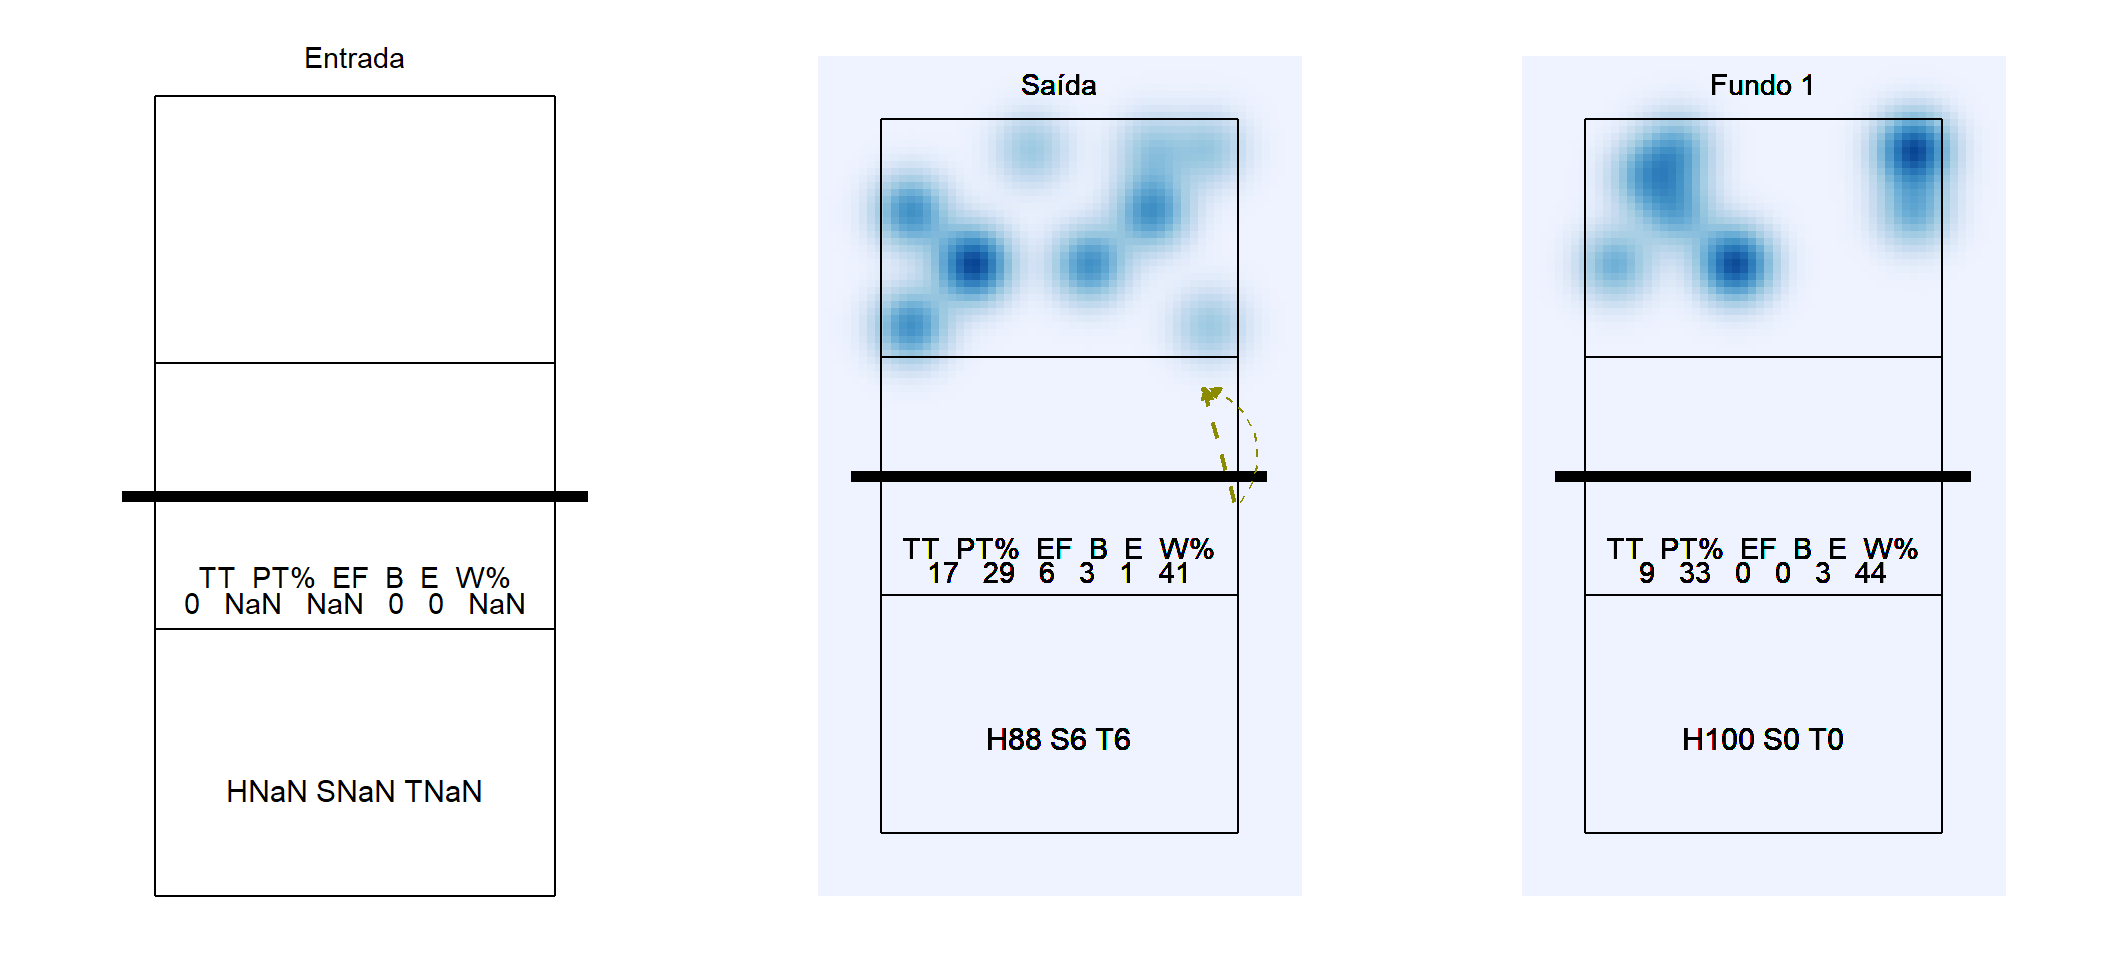 Entrada
TT PT% EF B E W%
0 NaN NaN 0 0 NaN
HNaN SNaN TNaN
Saída
TT PT% EF B E W%
17 29 6 3 1 41
H88 S6 T6
Fundo 1
TT PT% EF B E W%
9 33 0 0 3 44
H100 S0 T0